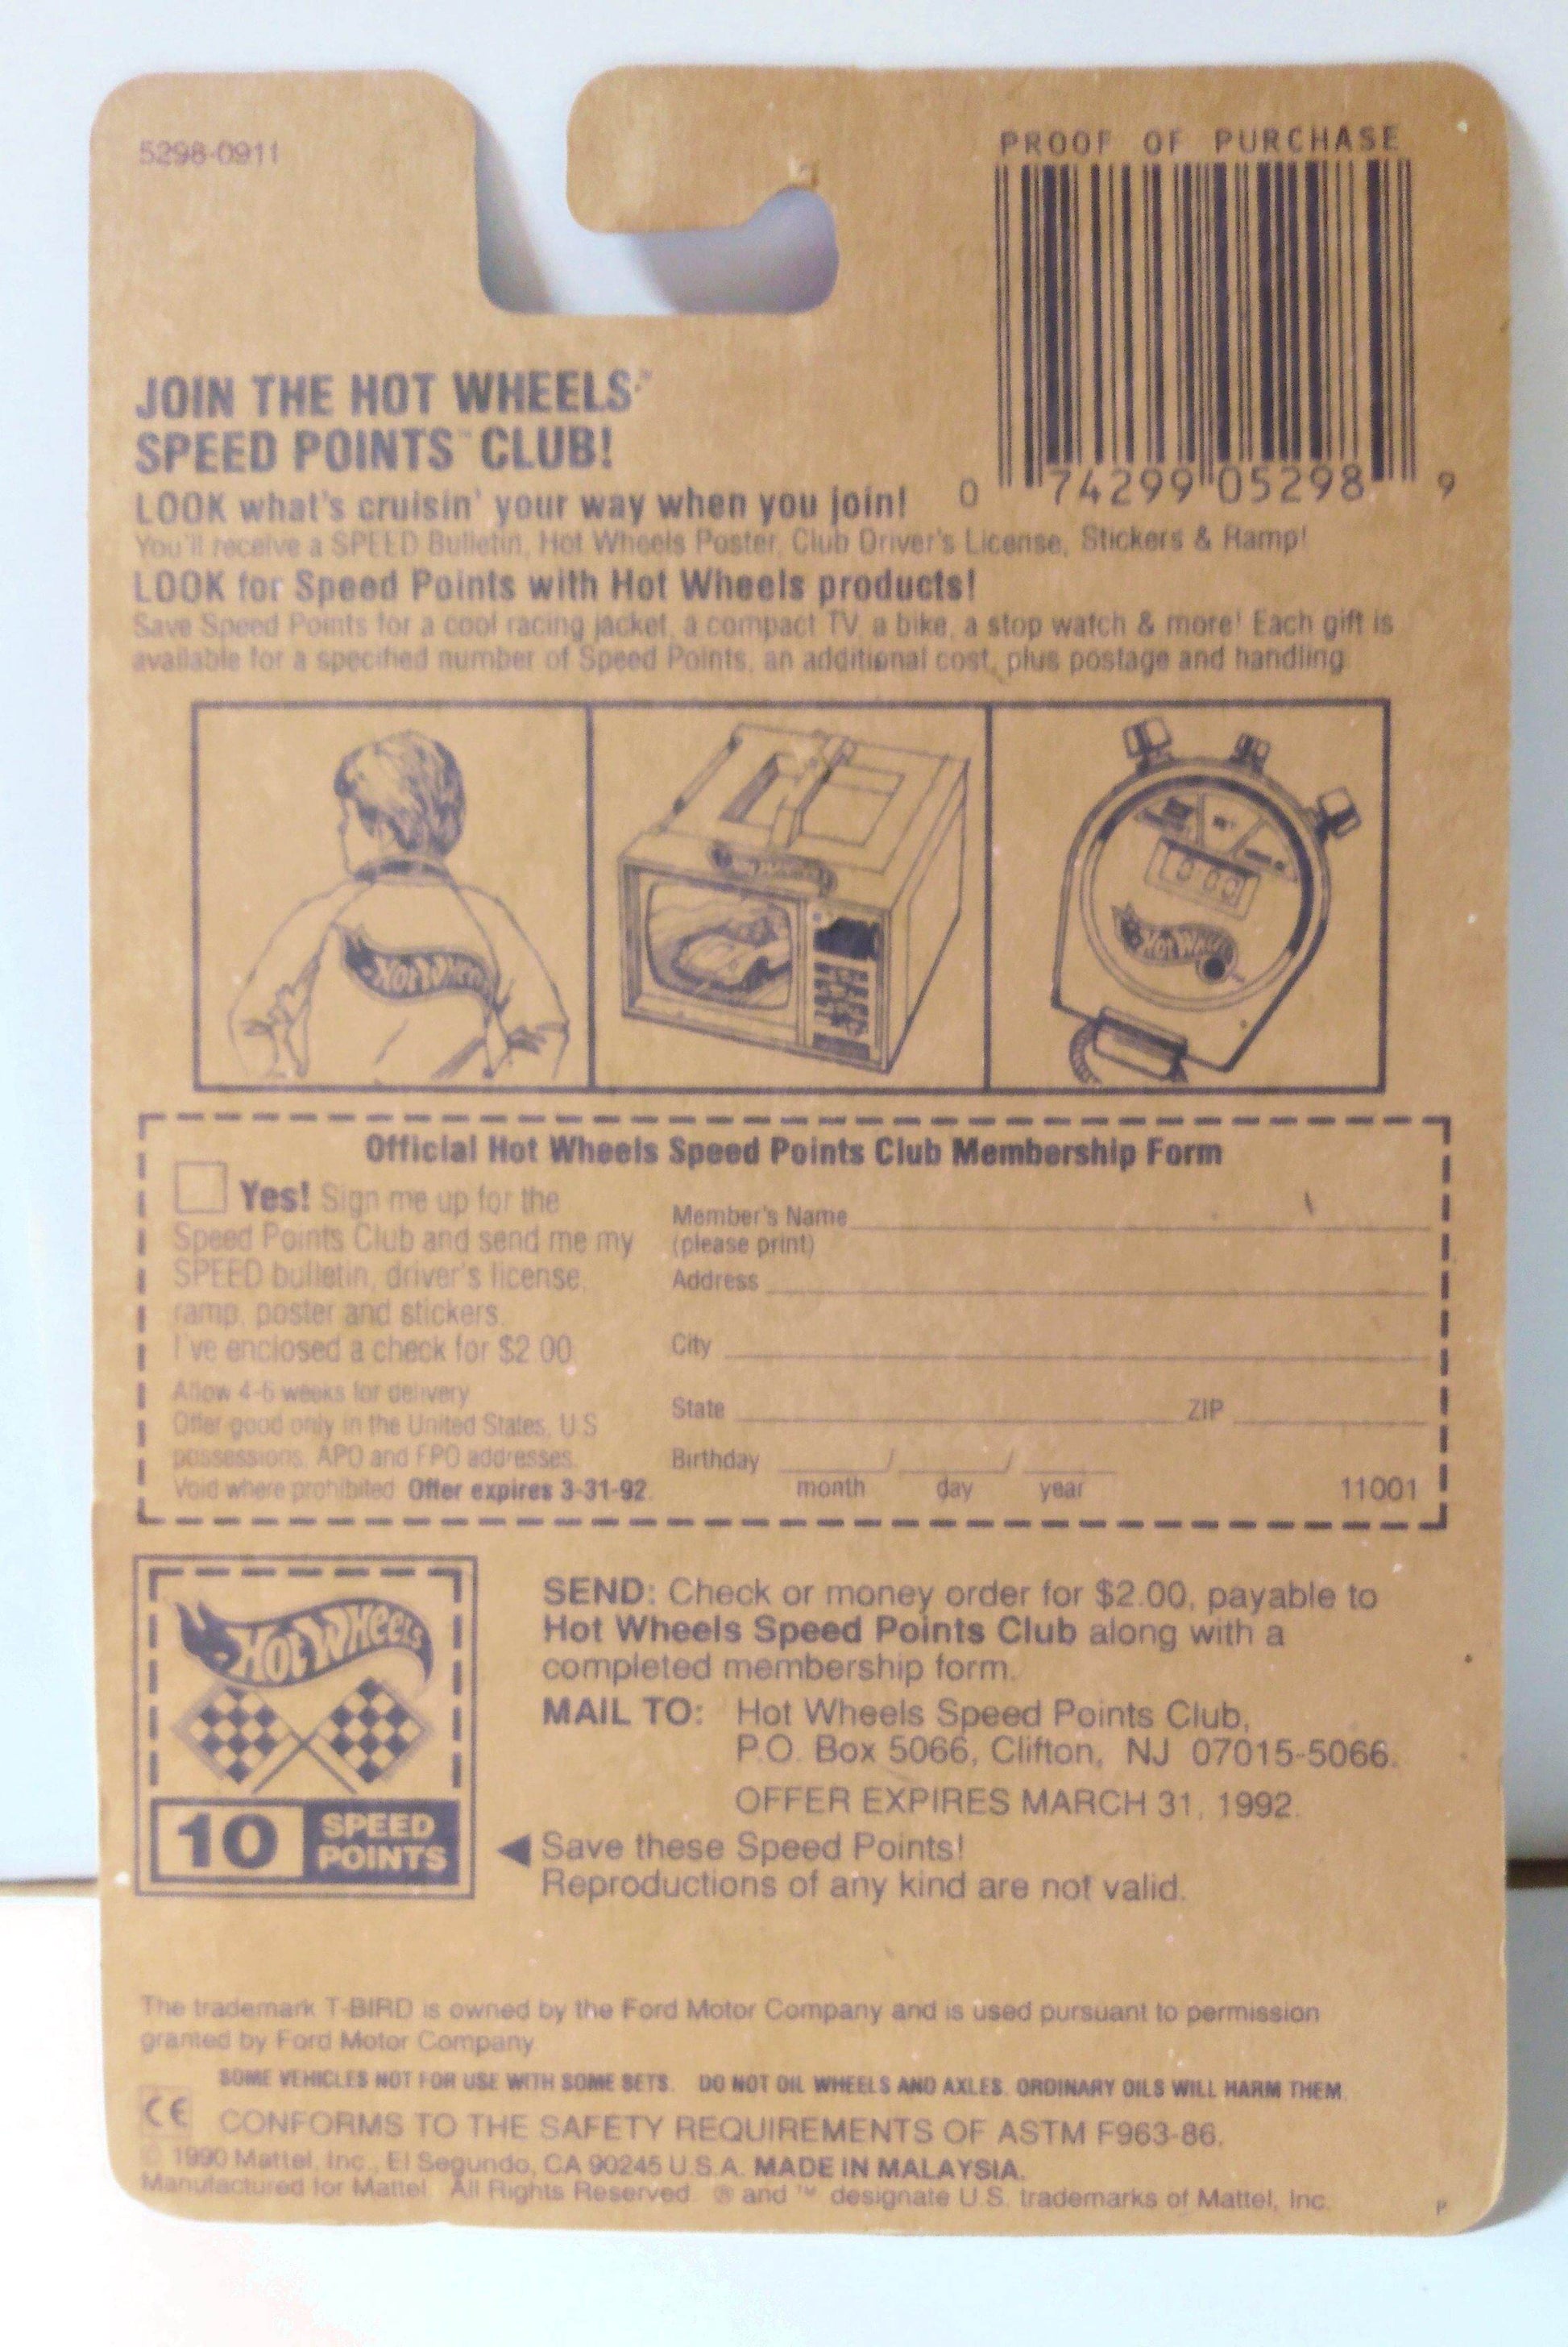 5298-0911
PROOF OF PURCHASE
0 74299 05298 9
JOIN THE HOT WHEELS™
SPEED POINTS™ CLUB!
LOOK what's cruisin' your way when you join!
You'll receive a SPEED Bulletin, Hot Wheels Poster, Club Driver's License, Stickers & Ramp!
LOOK for Speed Points with Hot Wheels products!
Save Speed Points for a cool racing jacket, a compact TV, a bike, a stop watch & more! Each gift is
available for a specified number of Speed Points, an additional cost, plus postage and handling.
HOT WHEELS
HOT WHEELS
Official Hot Wheels Speed Points Club Membership Form
Yes! Sign me up for the
Speed Points Club and send me my
SPEED bulletin, driver's license,
ramp, poster and stickers.
I've enclosed a check for $2.00
Allow 4-6 weeks for delivery
Offer good only in the United States, U.S.
possessions, APO and FPO addresses.
Void where prohibited. Offer expires 3-31-92.
Member's Name
(please print)
Address
City
State ZIP
Birthday / /
month day year
11001
HOT WHEELS
10 SPEED
POINTS
SEND: Check or money order for $2.00, payable to
Hot Wheels Speed Points Club along with a
completed membership form.
MAIL TO: Hot Wheels Speed Points Club,
P.O. Box 5066, Clifton, NJ 07015-5066.
OFFER EXPIRES MARCH 31, 1992.
Save these Speed Points!
Reproductions of any kind are not valid.
The trademark T-BIRD is owned by the Ford Motor Company and is used pursuant to permission
granted by Ford Motor Company
SOME VEHICLES NOT FOR USE WITH SOME SETS. DO NOT OIL WHEELS AND AXLES. ORDINARY OILS WILL HARM THEM.
CE CONFORMS TO THE SAFETY REQUIREMENTS OF ASTM F963-86.
© 1990 Mattel, Inc., El Segundo, CA 90245 U.S.A. MADE IN MALAYSIA.
Manufactured for Mattel. All Rights Reserved. ® and ™ designate U.S. trademarks of Mattel, Inc.
P